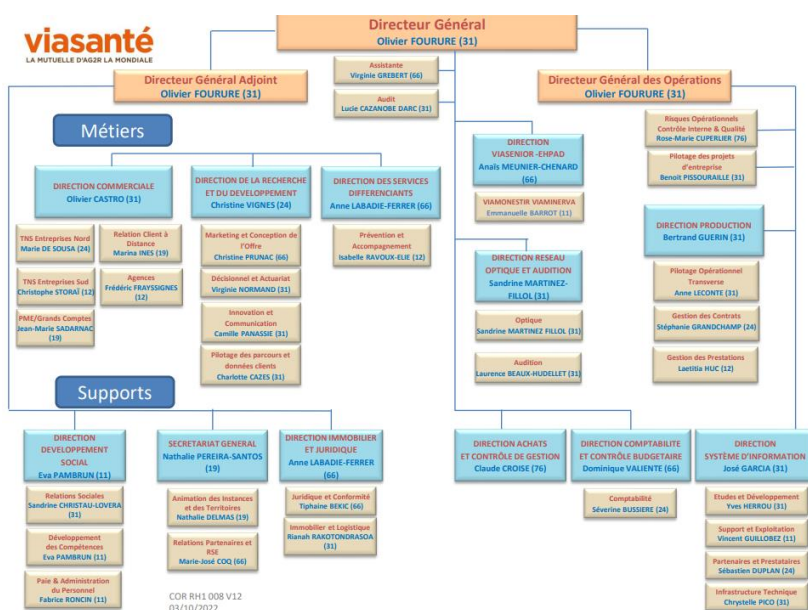 Directeur Général
Olivier FOURURE (31)
viasanté
LA MUTUELLE D'AG2R LA MONDIALE
Assistante
Virginie GREBERT (66)
Audit
Lucie CAZANOBE DARC (31)
Directeur Général Adjoint
Olivier FOURURE (31)
Directeur Général des Opérations
Olivier FOURURE (31)
Risques Opérationnels
Contrôle Interne & Qualité
Rose-Marie CUPERLIER (76)
Pilotage des projets
d'entreprise
Benoit PISSOURAILLE (31)
Métiers
DIRECTION COMMERCIALE
Olivier CASTRO (31)
DIRECTION DE LA RECHERCHE
ET DU DEVELOPPEMENT
Christine VIGNES (24)
DIRECTION DES SERVICES
DIFFERENCIANTS
Anne LABADIE-FERRER (66)
DIRECTION
VIASENIOR -EHPAD
Anaïs MEUNIER-CHENARD
(66)
VIAMONESTIR VIAMINERVA
Emmanuelle BARROT (11)
DIRECTION PRODUCTION
Bertrand GUERIN (31)
TNS Entreprises Nord
Marie DE SOUSA (24)
Relation Client à
Distance
Marina INES (19)
TNS Entreprises Sud
Christophe STORAÏ (12)
Agences
Frédéric FRAYSSIGNES
(12)
PME/Grands Comptes
Jean-Marie SADARNAC
(19)
Marketing et Conception de
l'Offre
Christine PRUNAC (66)
Décisionnel et Actuariat
Virginie NORMAND (31)
Innovation et
Communication
Camille PANASSIE (31)
Pilotage des parcours et
données clients
Charlotte CAZES (31)
Prévention et
Accompagnement
Isabelle RAVOUX-ELIE (12)
DIRECTION RESEAU
OPTIQUE ET AUDITION
Sandrine MARTINEZ-
FILLOL (31)
Optique
Sandrine MARTINEZ FILLOL (31)
Audition
Laurence BEAUX-HUDELLET (31)
Pilotage Opérationnel
Transverse
Anne LECONTE (31)
Gestion des Contrats
Stéphanie GRANDCHAMP (24)
Gestion des Prestations
Laetitia HUC (12)
Supports
DIRECTION
DEVELOPPEMENT
SOCIAL
Eva PAMBRUN (11)
SECRETARIAT GENERAL
Nathalie PEREIRA-SANTOS
(19)
DIRECTION IMMOBILIER
ET JURIDIQUE
Anne LABADIE-FERRER
(66)
DIRECTION ACHATS
ET CONTRÔLE DE GESTION
Claude CROISE (76)
DIRECTION COMPTABILITE
ET CONTRÔLE BUDGETAIRE
Dominique VALIENTE (66)
DIRECTION
SYSTÈME D'INFORMATION
José GARCIA (31)
Relations Sociales
Sandrine CHRISTAU-LOVERA
(31)
Développement
des Compétences
Eva PAMBRUN (11)
Paie & Administration
du Personnel
Fabrice RONCIN (11)
Animation des Instances
et des Territoires
Nathalie DELMAS (19)
Relations Partenaires et
RSE
Marie-José COQ (66)
Juridique et Conformité
Tiphaine BEKIC (66)
Immobilier et Logistique
Rianah RAKOTONDRASOA
(31)
Comptabilité
Séverine BUSSIERE (24)
Etudes et Développement
Yves HERROU (31)
Support et Exploitation
Vincent GUILLOBEZ (11)
Partenaires et Prestataires
Sébastien DUPLAN (24)
Infrastructure Technique
Chrystelle PICO (31)
COR RH1 008 V12
03/10/2022